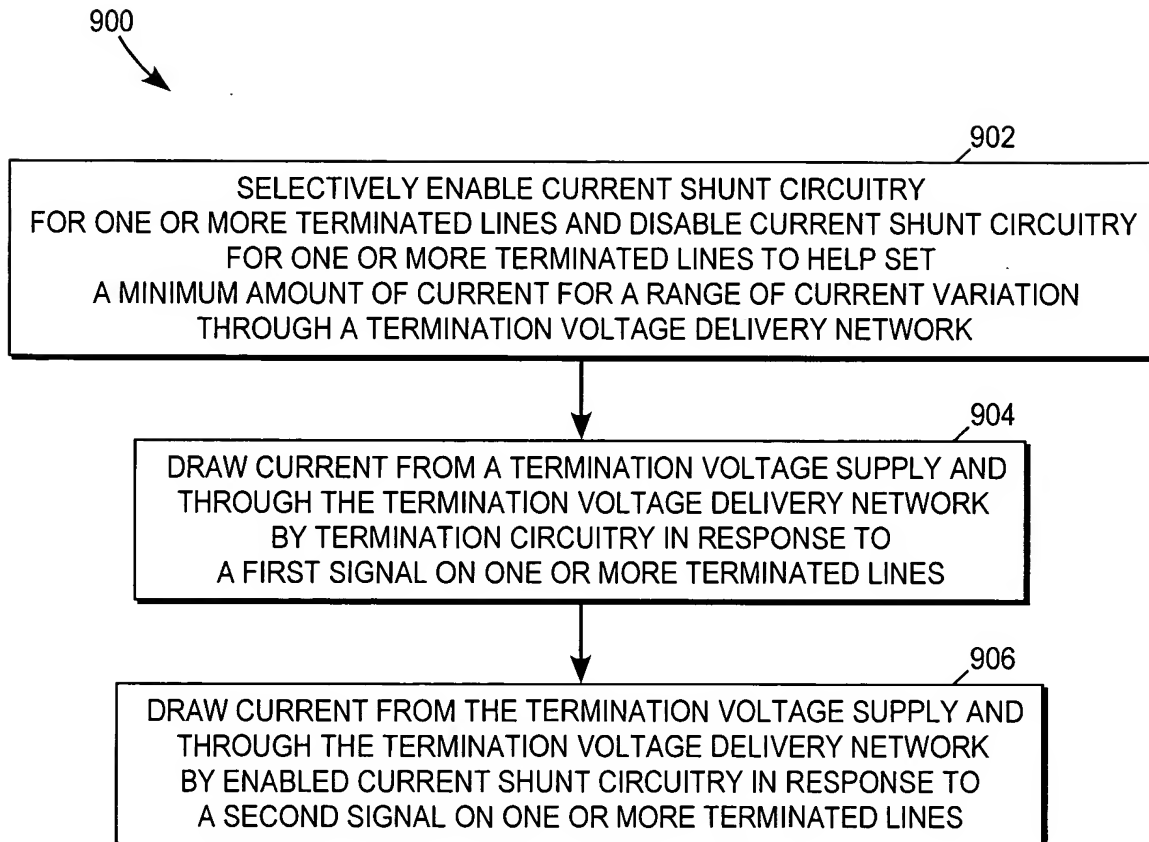 900
902
SELECTIVELY ENABLE CURRENT SHUNT CIRCUITRY
FOR ONE OR MORE TERMINATED LINES AND DISABLE CURRENT SHUNT CIRCUITRY
FOR ONE OR MORE TERMINATED LINES TO HELP SET
A MINIMUM AMOUNT OF CURRENT FOR A RANGE OF CURRENT VARIATION
THROUGH A TERMINATION VOLTAGE DELIVERY NETWORK
904
DRAW CURRENT FROM A TERMINATION VOLTAGE SUPPLY AND
THROUGH THE TERMINATION VOLTAGE DELIVERY NETWORK
BY TERMINATION CIRCUITRY IN RESPONSE TO
A FIRST SIGNAL ON ONE OR MORE TERMINATED LINES
906
DRAW CURRENT FROM THE TERMINATION VOLTAGE SUPPLY AND
THROUGH THE TERMINATION VOLTAGE DELIVERY NETWORK
BY ENABLED CURRENT SHUNT CIRCUITRY IN RESPONSE TO
A SECOND SIGNAL ON ONE OR MORE TERMINATED LINES